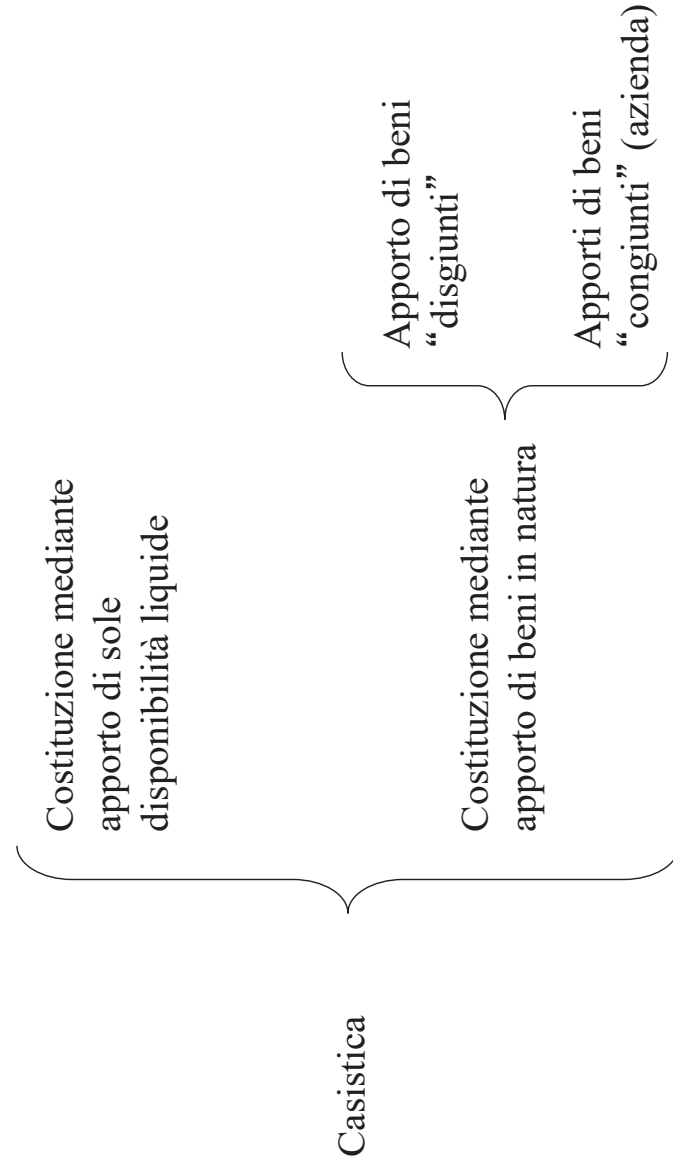 Casistica
Costituzione mediante
apporto di sole
disponibilità liquide
Costituzione mediante
apporto di beni in natura
Apporto di beni
“disgiunti”
Apporti di beni
“congiunti” (azienda)